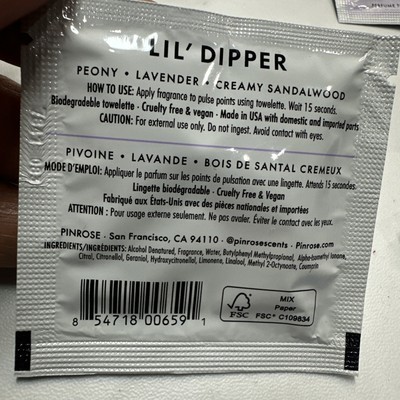 LIL' DIPPER
PEONY • LAVENDER • CREAMY SANDALWOOD
HOW TO USE: Apply fragrance to pulse points using towelette. Wait 15 seconds.
Biodegradable towelette • Cruelty free & vegan • Made in USA with domestic and imported parts
CAUTION: For external use only. Do not ingest. Avoid contact with eyes.
PIVOINE • LAVANDE • BOIS DE SANTAL CREMEUX
MODE D'EMPLOI: Appliquer le parfum sur les points de pulsation avec une lingette. Attends 15 secondes.
Lingette biodégradable • Cruelty Free & Vegan
Fabriqué aux États-Unis avec des pièces nationales et importées
ATTENTION : Pour usage externe seulement. Ne pas avaler. Éviter le contact avec les yeux.
PINROSE • San Francisco, CA 94110 • @pinrosescents • Pinrose.com
INGREDIENTS/INGRÉDIENTS: Alcohol Denatured, Fragrance, Water, Butylphenyl Methylpropional, Alpha-Isomethyl Ionone,
Citral, Citronellol, Geraniol, Hydroxycitronellal, Limonene, Linalool, Methyl 2-Octynoate, Coumarin
8 54718 00659 1
FSC
MIX
Paper
FSC® C109834